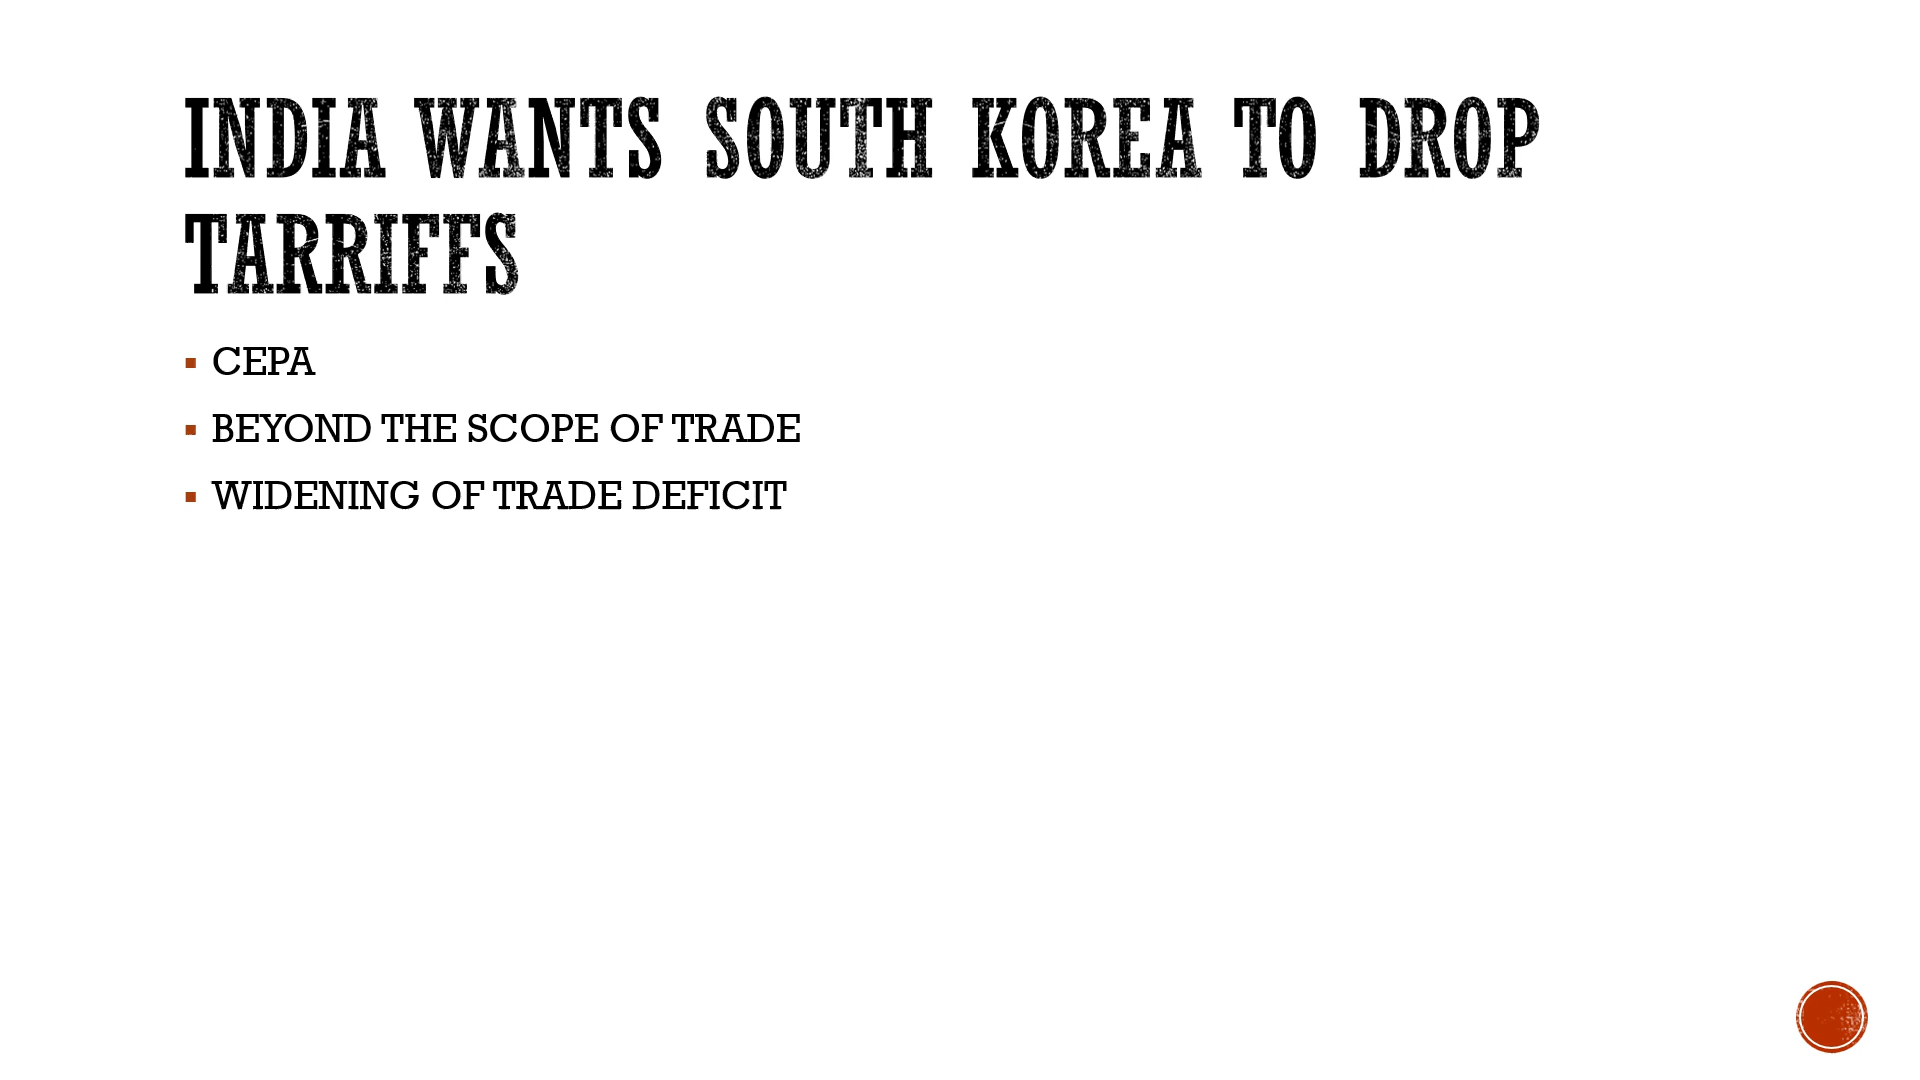 INDIA WANTS SOUTH KOREA TO DROP
TARRIFFS
▪ CEPA
▪ BEYOND THE SCOPE OF TRADE
▪ WIDENING OF TRADE DEFICIT